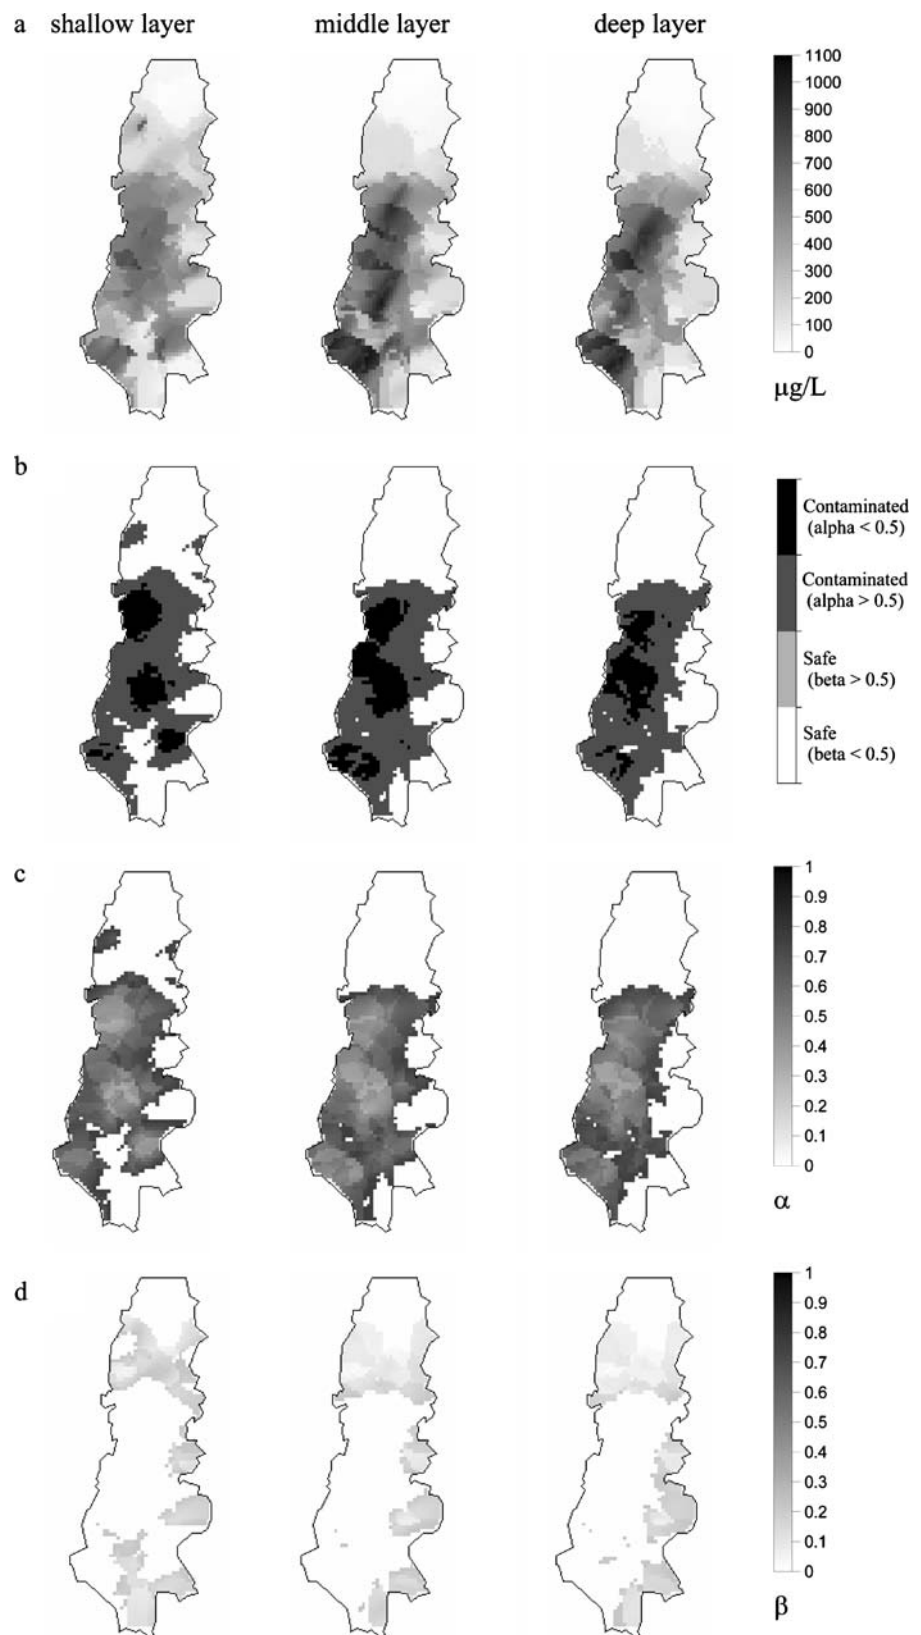 a shallow layer middle layer deep layer
1100
1000
900
800
700
600
500
400
300
200
100
0
µg/L
b
Contaminated
(alpha < 0.5)
Contaminated
(alpha > 0.5)
Safe
(beta > 0.5)
Safe
(beta < 0.5)
c
1
0.9
0.8
0.7
0.6
0.5
0.4
0.3
0.2
0.1
0
α
d
1
0.9
0.8
0.7
0.6
0.5
0.4
0.3
0.2
0.1
0
β